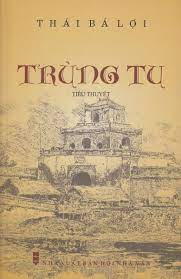 THÁI BÁ LỢI
TRÙNG TU
TIỂU THUYẾT
NHÀ XUẤT BẢN HỘI NHÀ VĂN